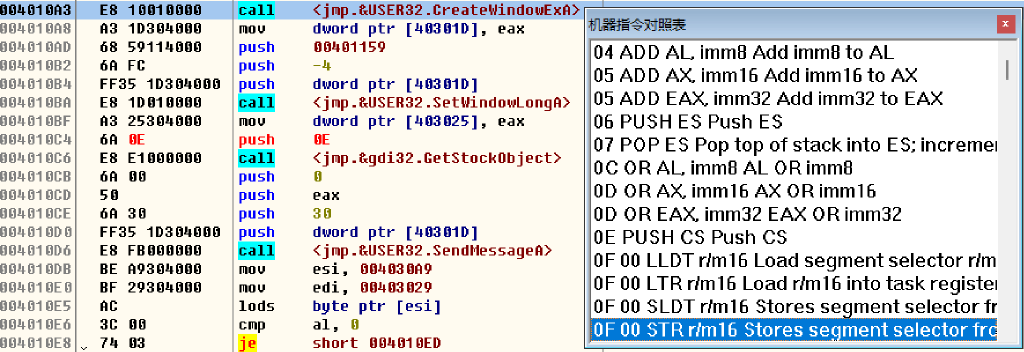 004010A3 E8 10010000 call <jmp.&USER32.CreateWindowExA>
004010A8 A3 1D304000 mov dword ptr [40301D], eax
004010AD 68 59114000 push 00401159
004010B2 6A FC push -4
004010B4 FF35 1D304000 push dword ptr [40301D]
004010BA E8 1D010000 call <jmp.&USER32.SetWindowLongA>
004010BF A3 25304000 mov dword ptr [403025], eax
004010C4 6A 0E push 0E
004010C6 E8 E1000000 call <jmp.&gdi32.GetStockObject>
004010CB 6A 00 push 0
004010CD 50 push eax
004010CE 6A 30 push 30
004010D0 FF35 1D304000 push dword ptr [40301D]
004010D6 E8 FB000000 call <jmp.&USER32.SendMessageA>
004010DB BE A9304000 mov esi, 004030A9
004010E0 BF 29304000 mov edi, 00403029
004010E5 AC lods byte ptr [esi]
004010E6 3C 00 cmp al, 0
004010E8 74 03 je short 004010ED
机器指令对照表
04 ADD AL, imm8 Add imm8 to AL
05 ADD AX, imm16 Add imm16 to AX
05 ADD EAX, imm32 Add imm32 to EAX
06 PUSH ES Push ES
07 POP ES Pop top of stack into ES; increme
0C OR AL, imm8 AL OR imm8
0D OR AX, imm16 AX OR imm16
0D OR EAX, imm32 EAX OR imm32
0E PUSH CS Push CS
0F 00 LLDT r/m16 Load segment selector r/m
0F 00 LTR r/m16 Load r/m16 into task register
0F 00 SLDT r/m16 Stores segment selector fr
0F 00 STR r/m16 Stores segment selector frc